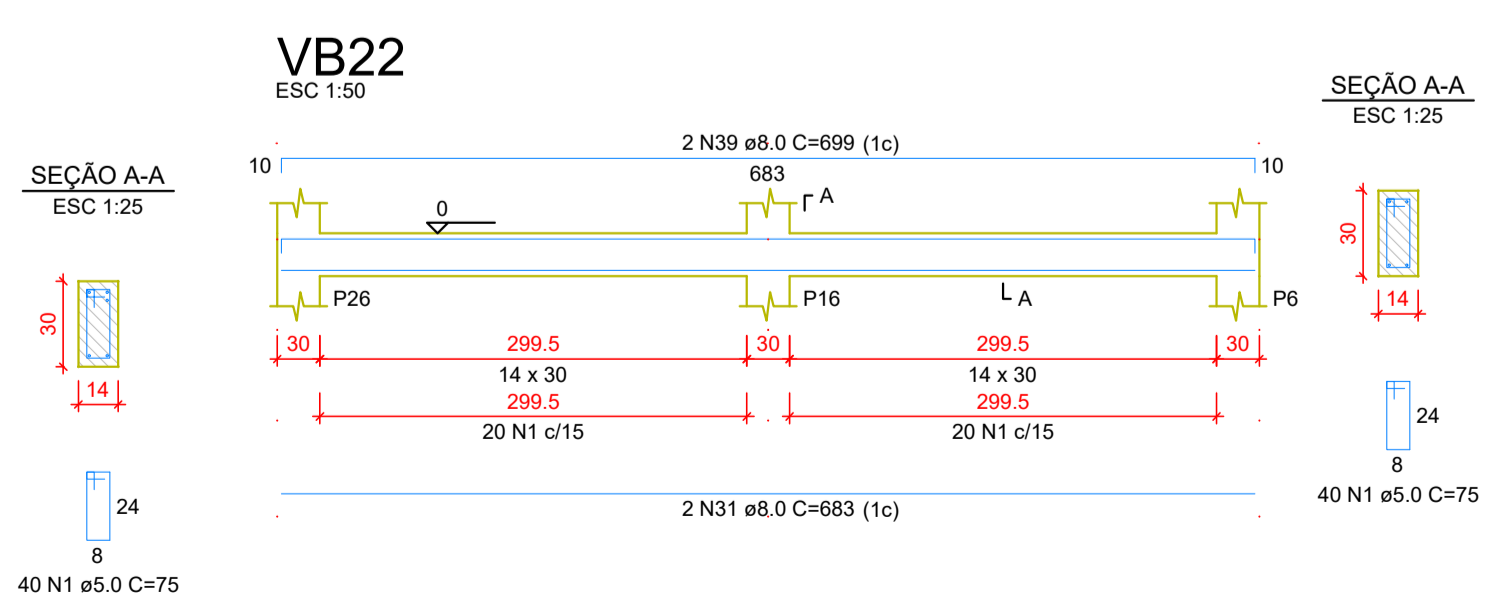 VB22
ESC 1:50
SEÇÃO A-A
ESC 1:25
30
14
24
8
40 N1 ø5.0 C=75
2 N39 ø8.0 C=699 (1c)
10
683
10
0
A
A
P26
P16
P6
30
299.5
30
299.5
30
14 x 30
14 x 30
299.5
299.5
20 N1 c/15
20 N1 c/15
2 N31 ø8.0 C=683 (1c)
SEÇÃO A-A
ESC 1:25
30
14
24
8
40 N1 ø5.0 C=75